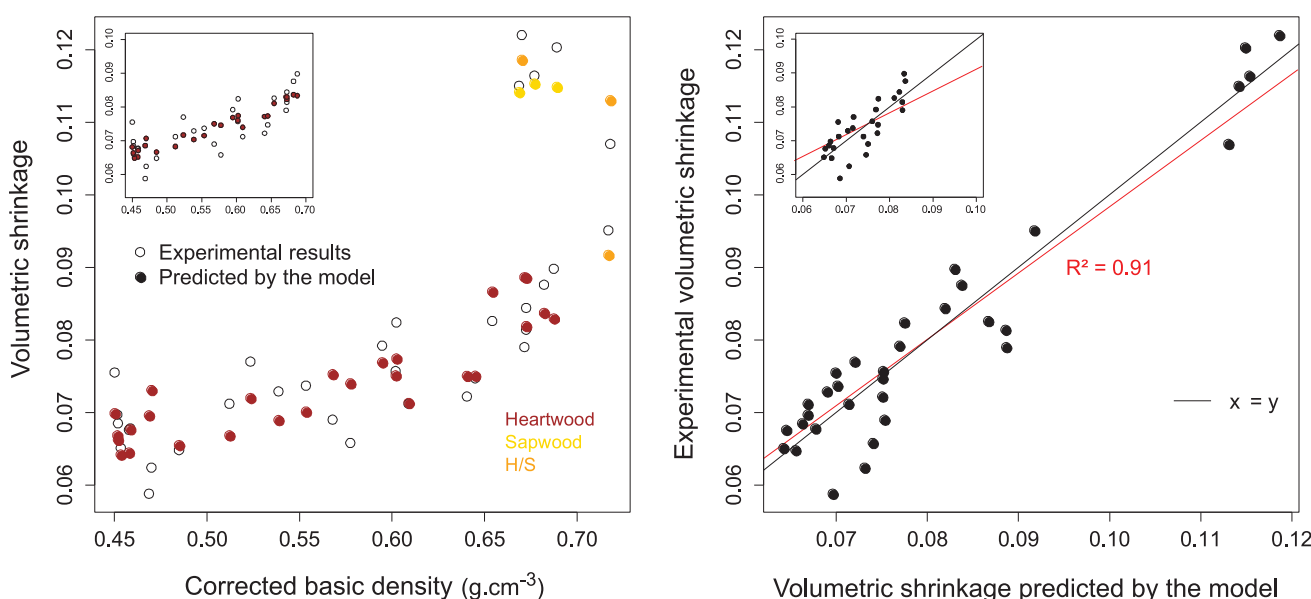 Volumetric shrinkage
0.06 0.07 0.08 0.09 0.10 0.11 0.12
0.06 0.07 0.08 0.09 0.10
0.45 0.50 0.55 0.60 0.65 0.70
Experimental results
Predicted by the model
Heartwood
Sapwood
H/S
0.45 0.50 0.55 0.60 0.65 0.70
Corrected basic density (g.cm⁻³)
Experimental volumetric shrinkage
0.06 0.07 0.08 0.09 0.10 0.11 0.12
0.05 0.06 0.07 0.08 0.09 0.10
0.06 0.07 0.08 0.09 0.10
R² = 0.91
x = y
0.07 0.08 0.09 0.10 0.11 0.12
Volumetric shrinkage predicted by the model